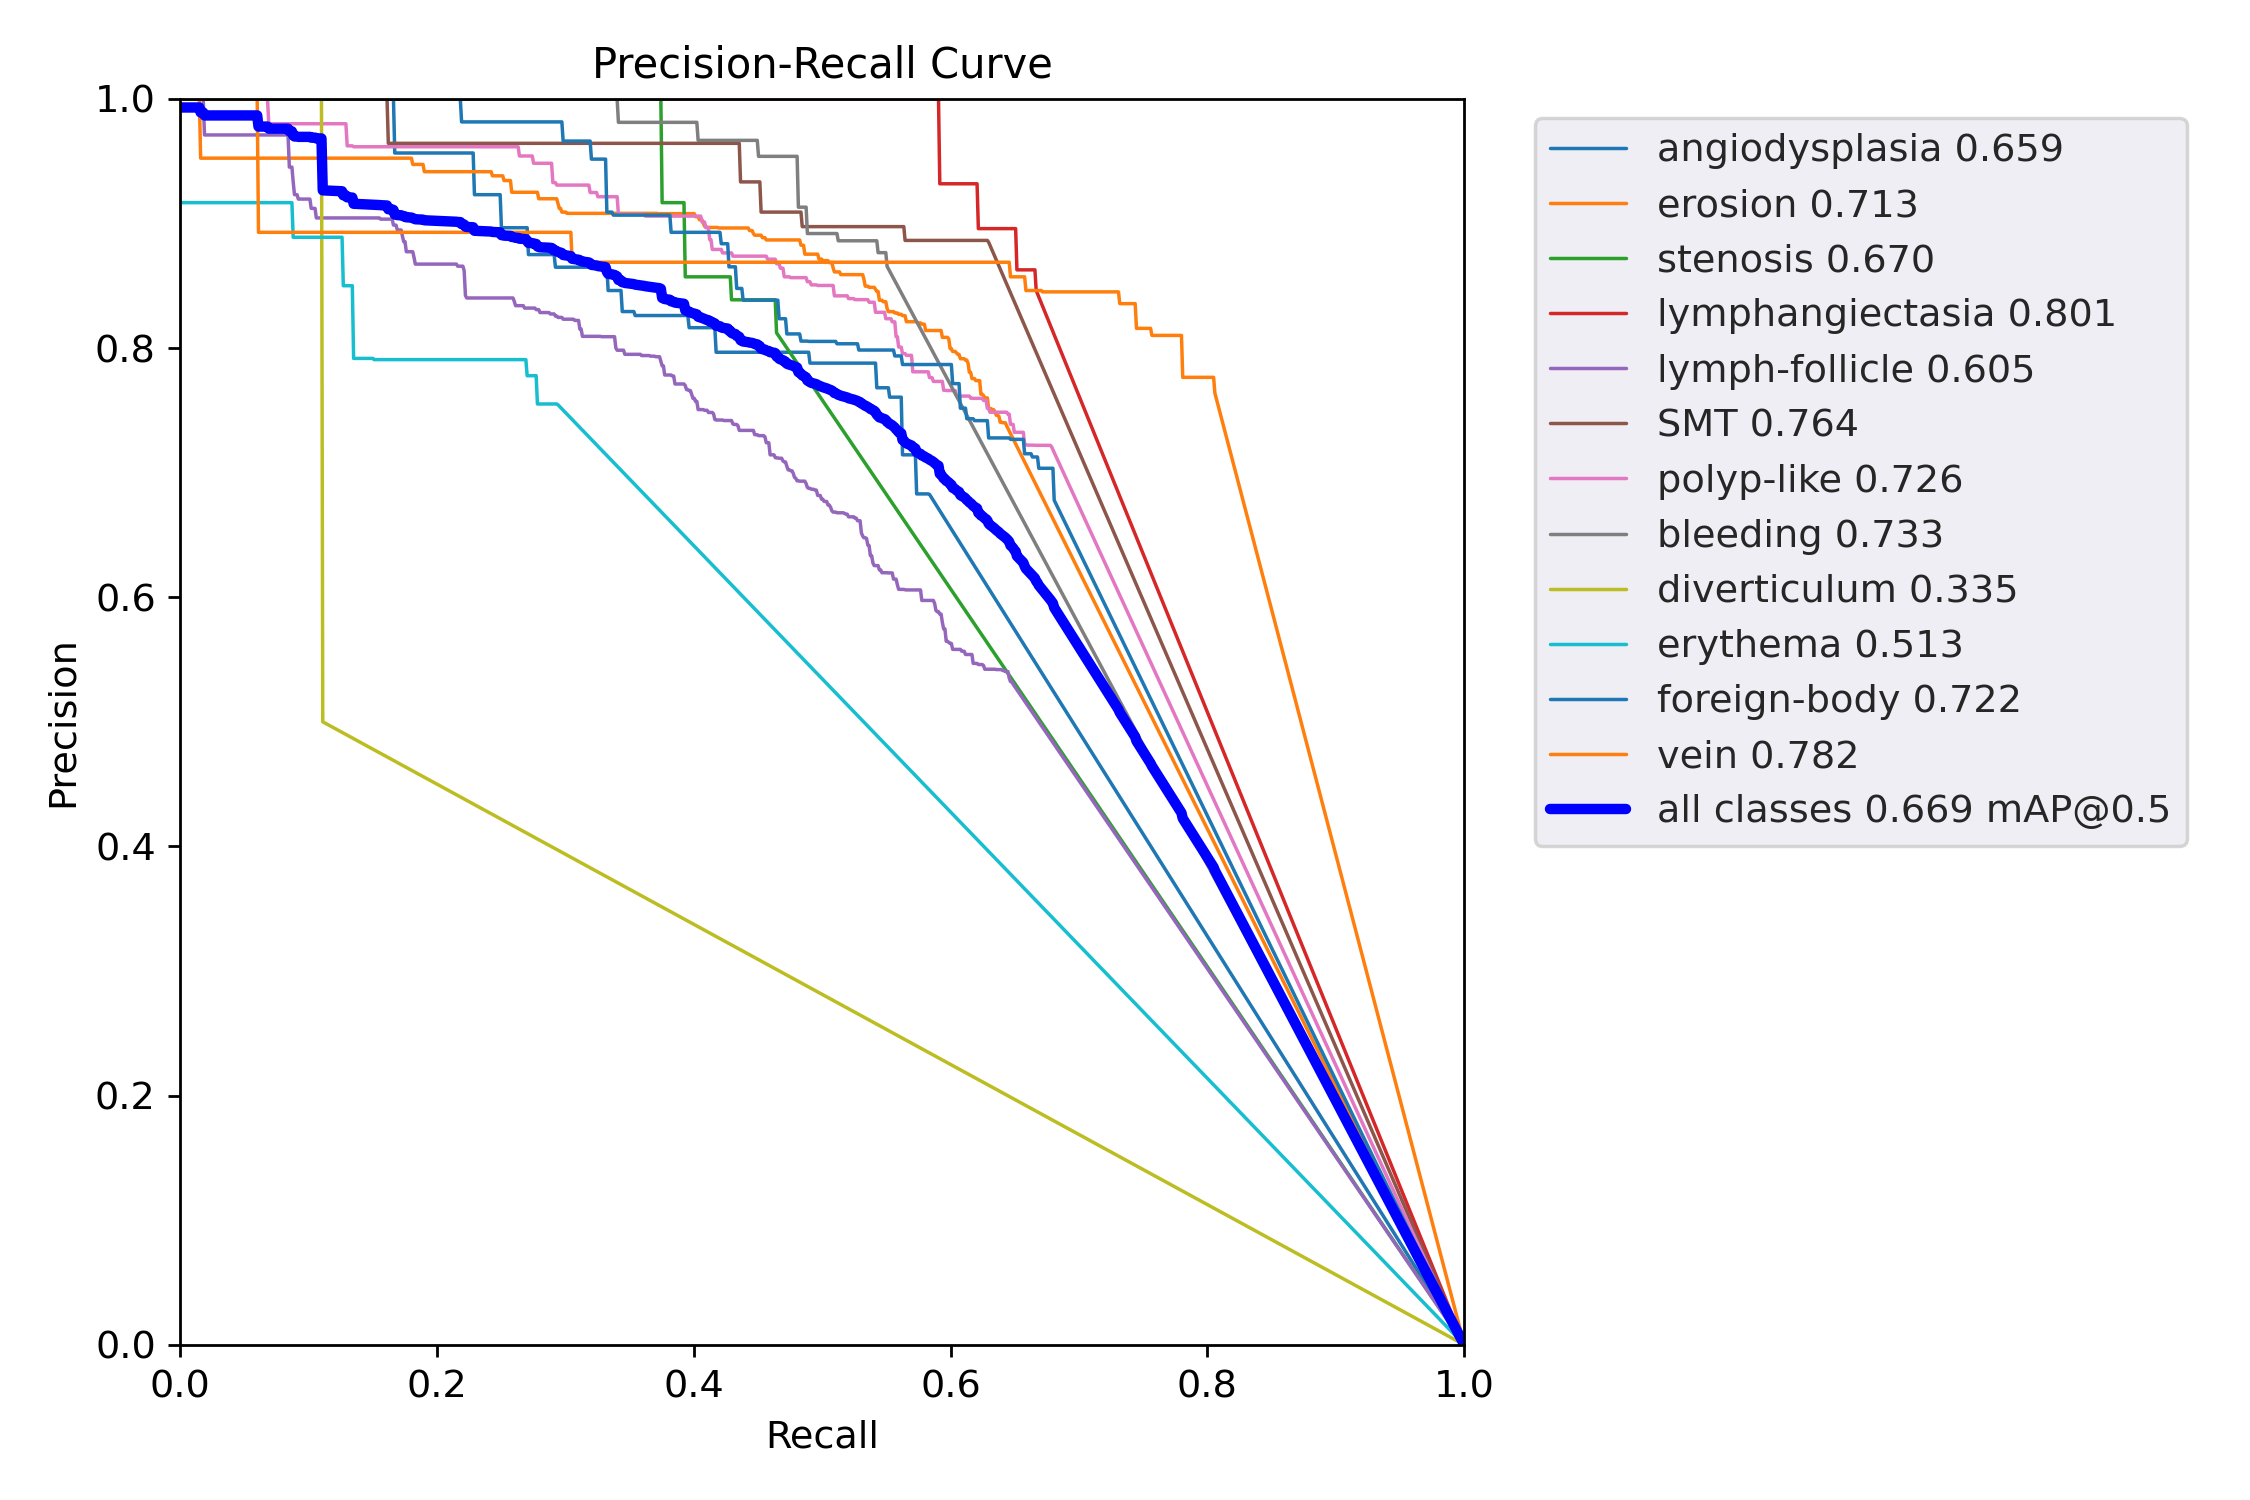 Precision-Recall Curve
1.0
0.8
0.6
0.4
0.2
0.0
Precision
0.0 0.2 0.4 0.6 0.8 1.0
Recall
angiodysplasia 0.659
erosion 0.713
stenosis 0.670
lymphangiectasia 0.801
lymph-follicle 0.605
SMT 0.764
polyp-like 0.726
bleeding 0.733
diverticulum 0.335
erythema 0.513
foreign-body 0.722
vein 0.782
all classes 0.669 mAP@0.5